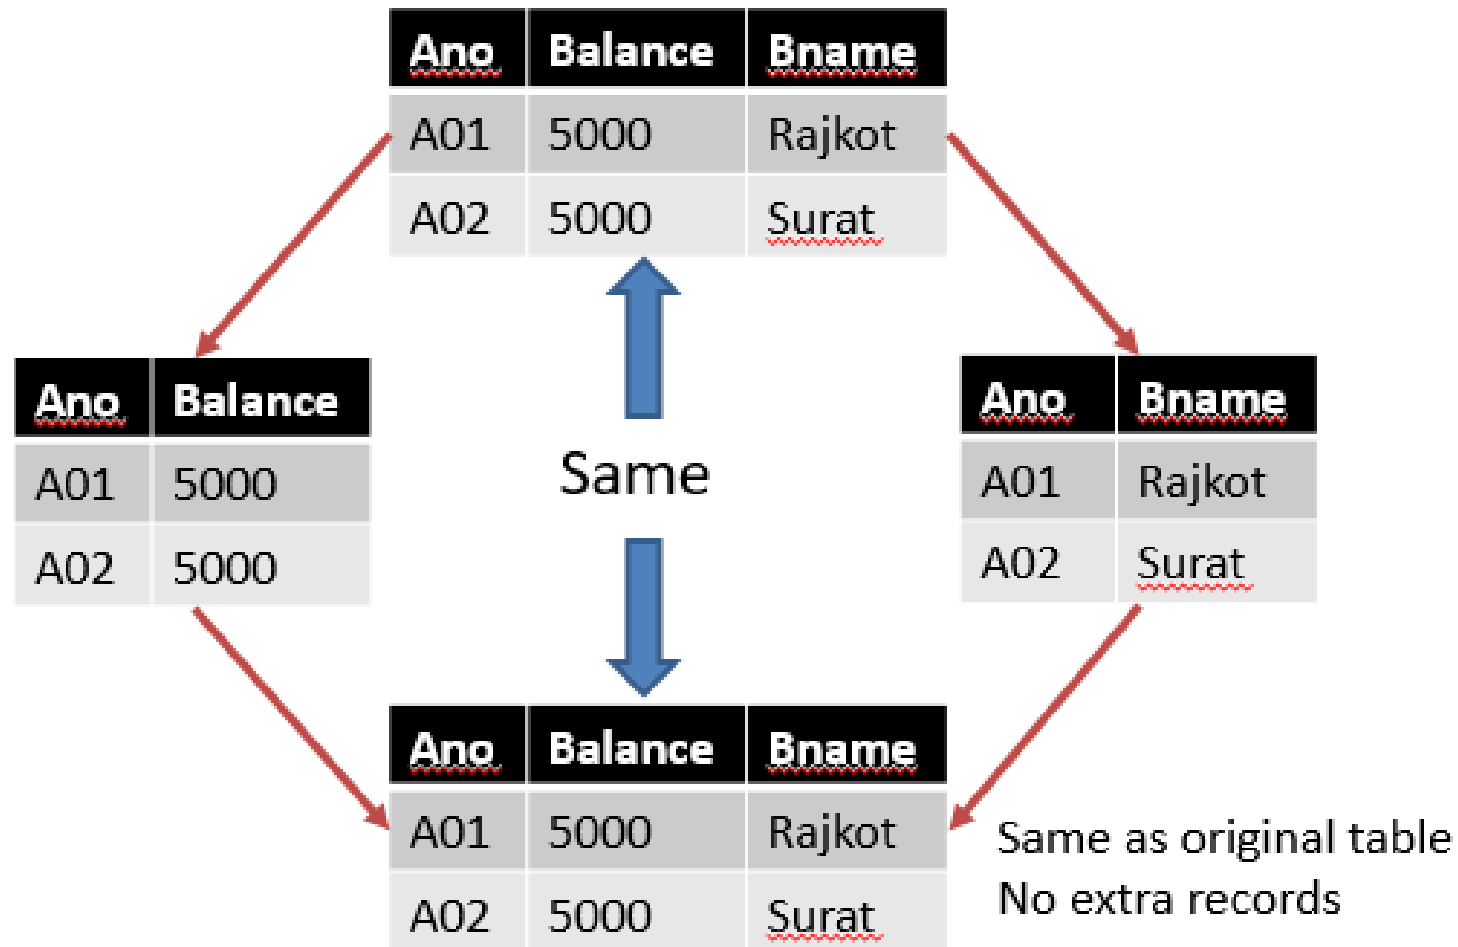 Ano Balance Bname
A01 5000 Rajkot
A02 5000 Surat
Ano Balance
A01 5000
A02 5000
Same
Ano Bname
A01 Rajkot
A02 Surat
Ano Balance Bname
A01 5000 Rajkot
A02 5000 Surat
Same as original table
No extra records